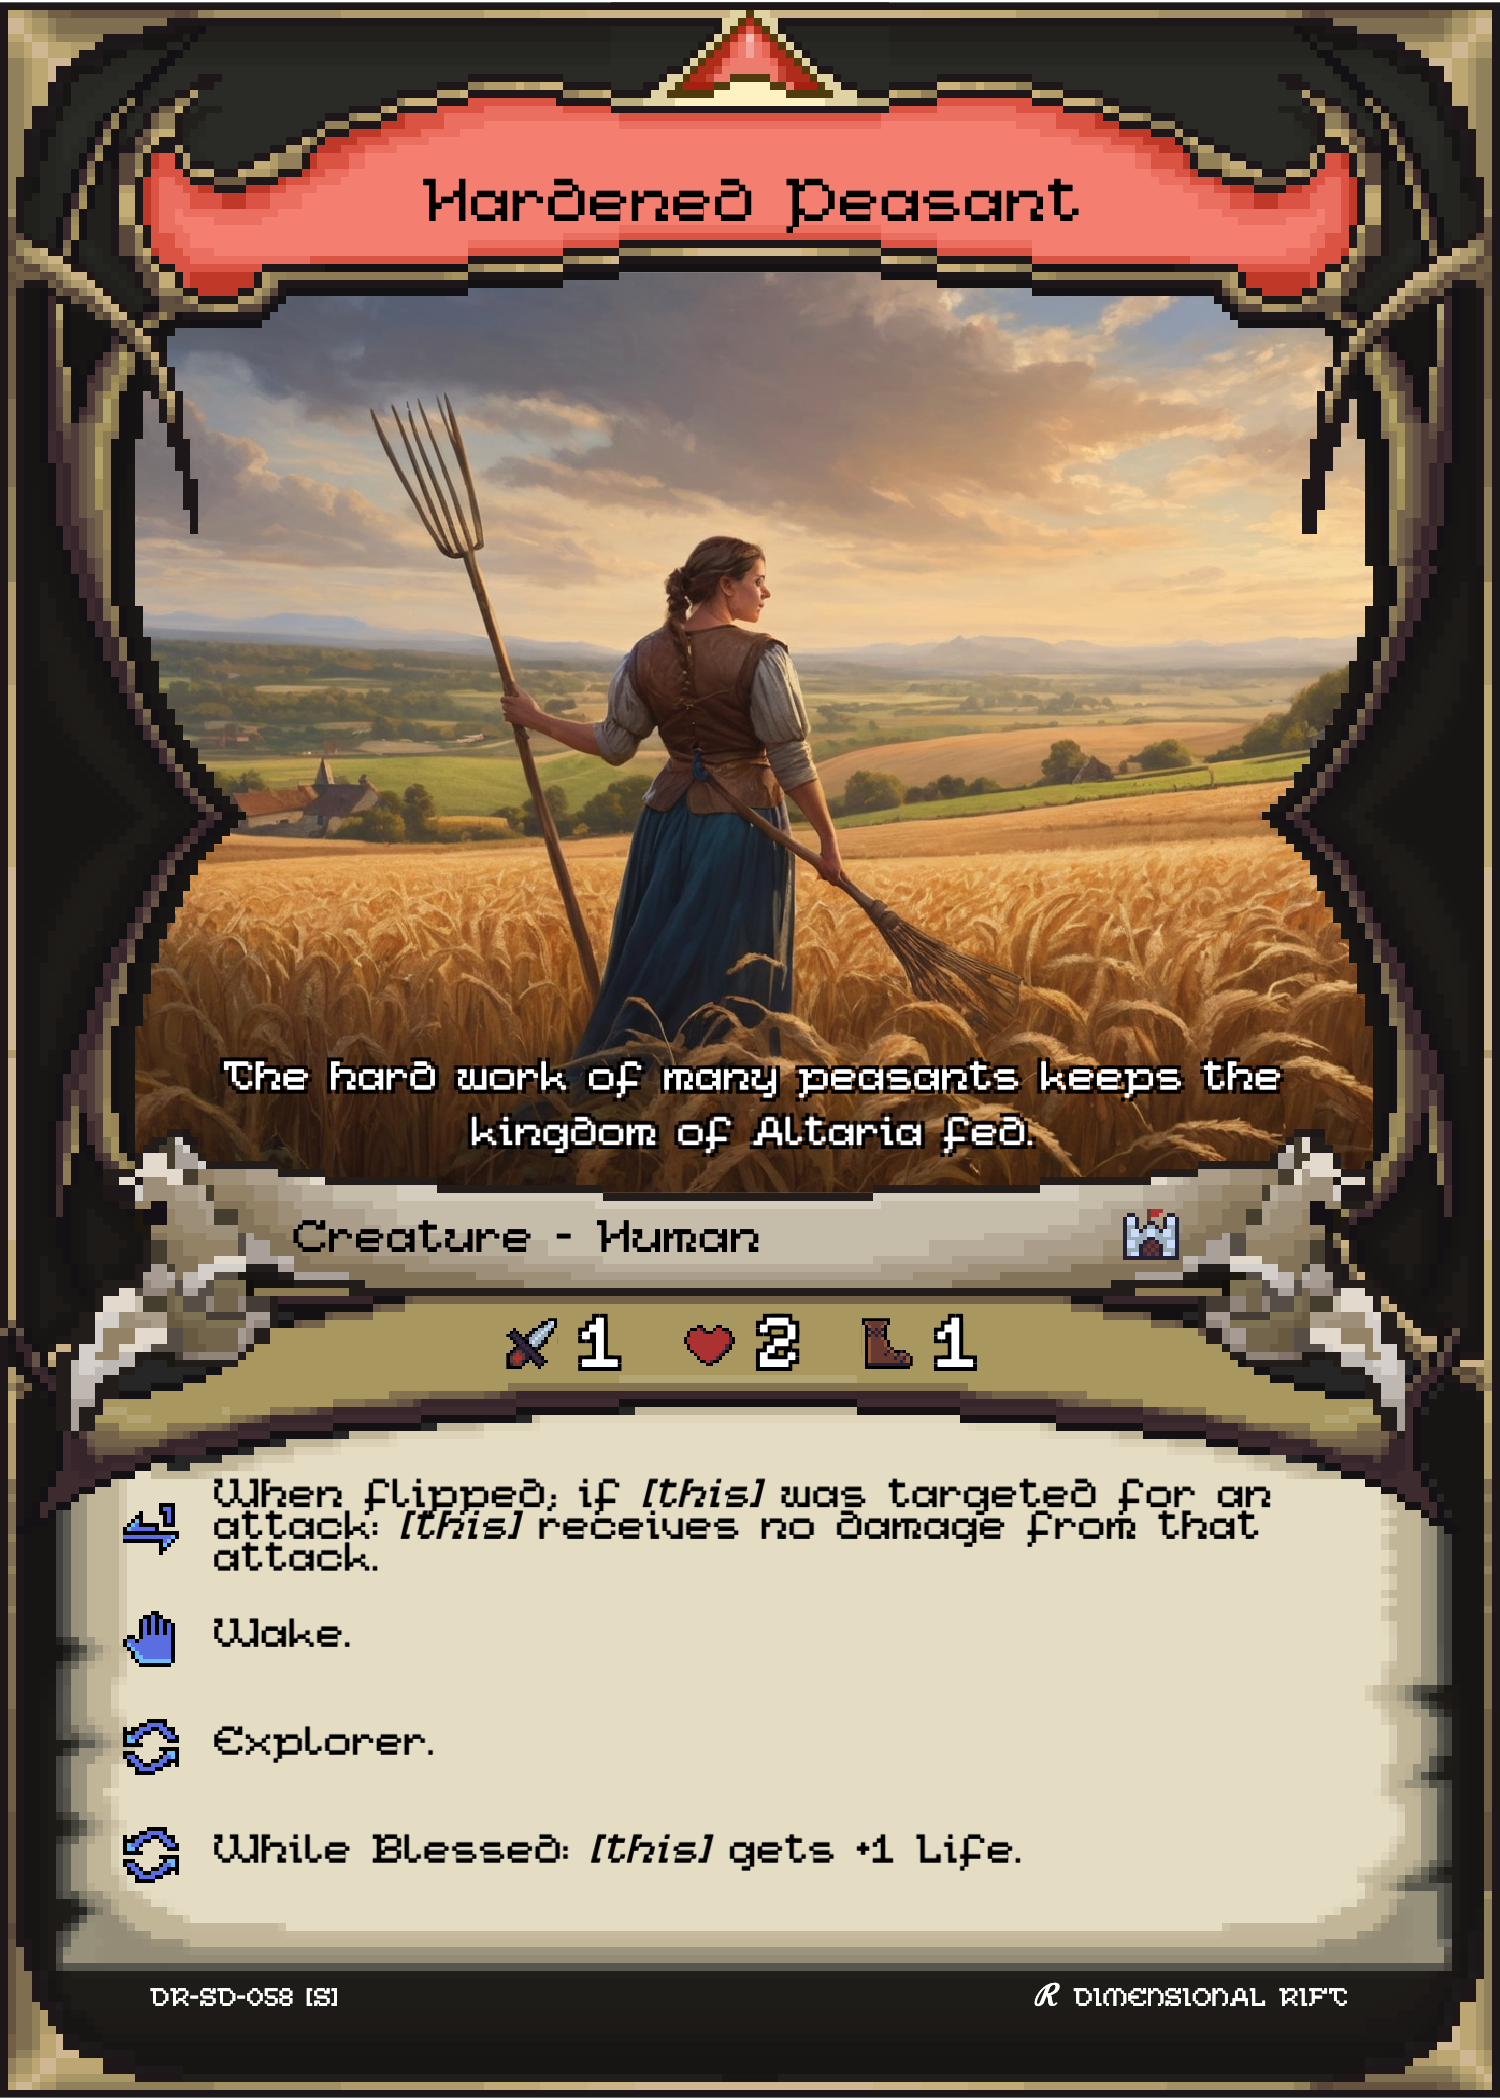 Hardened Peasant
The hard work of many peasants keeps the
kingdom of Altaria fed.
Creature - Human
1 2 1
When flipped; if [this] was targeted for an
attack: [this] receives no damage from that
attack.
Wake.
Explorer.
While Blessed: [this] gets +1 Life.
DR-SD-058 [S]
R DIMENSIONAL RIFT